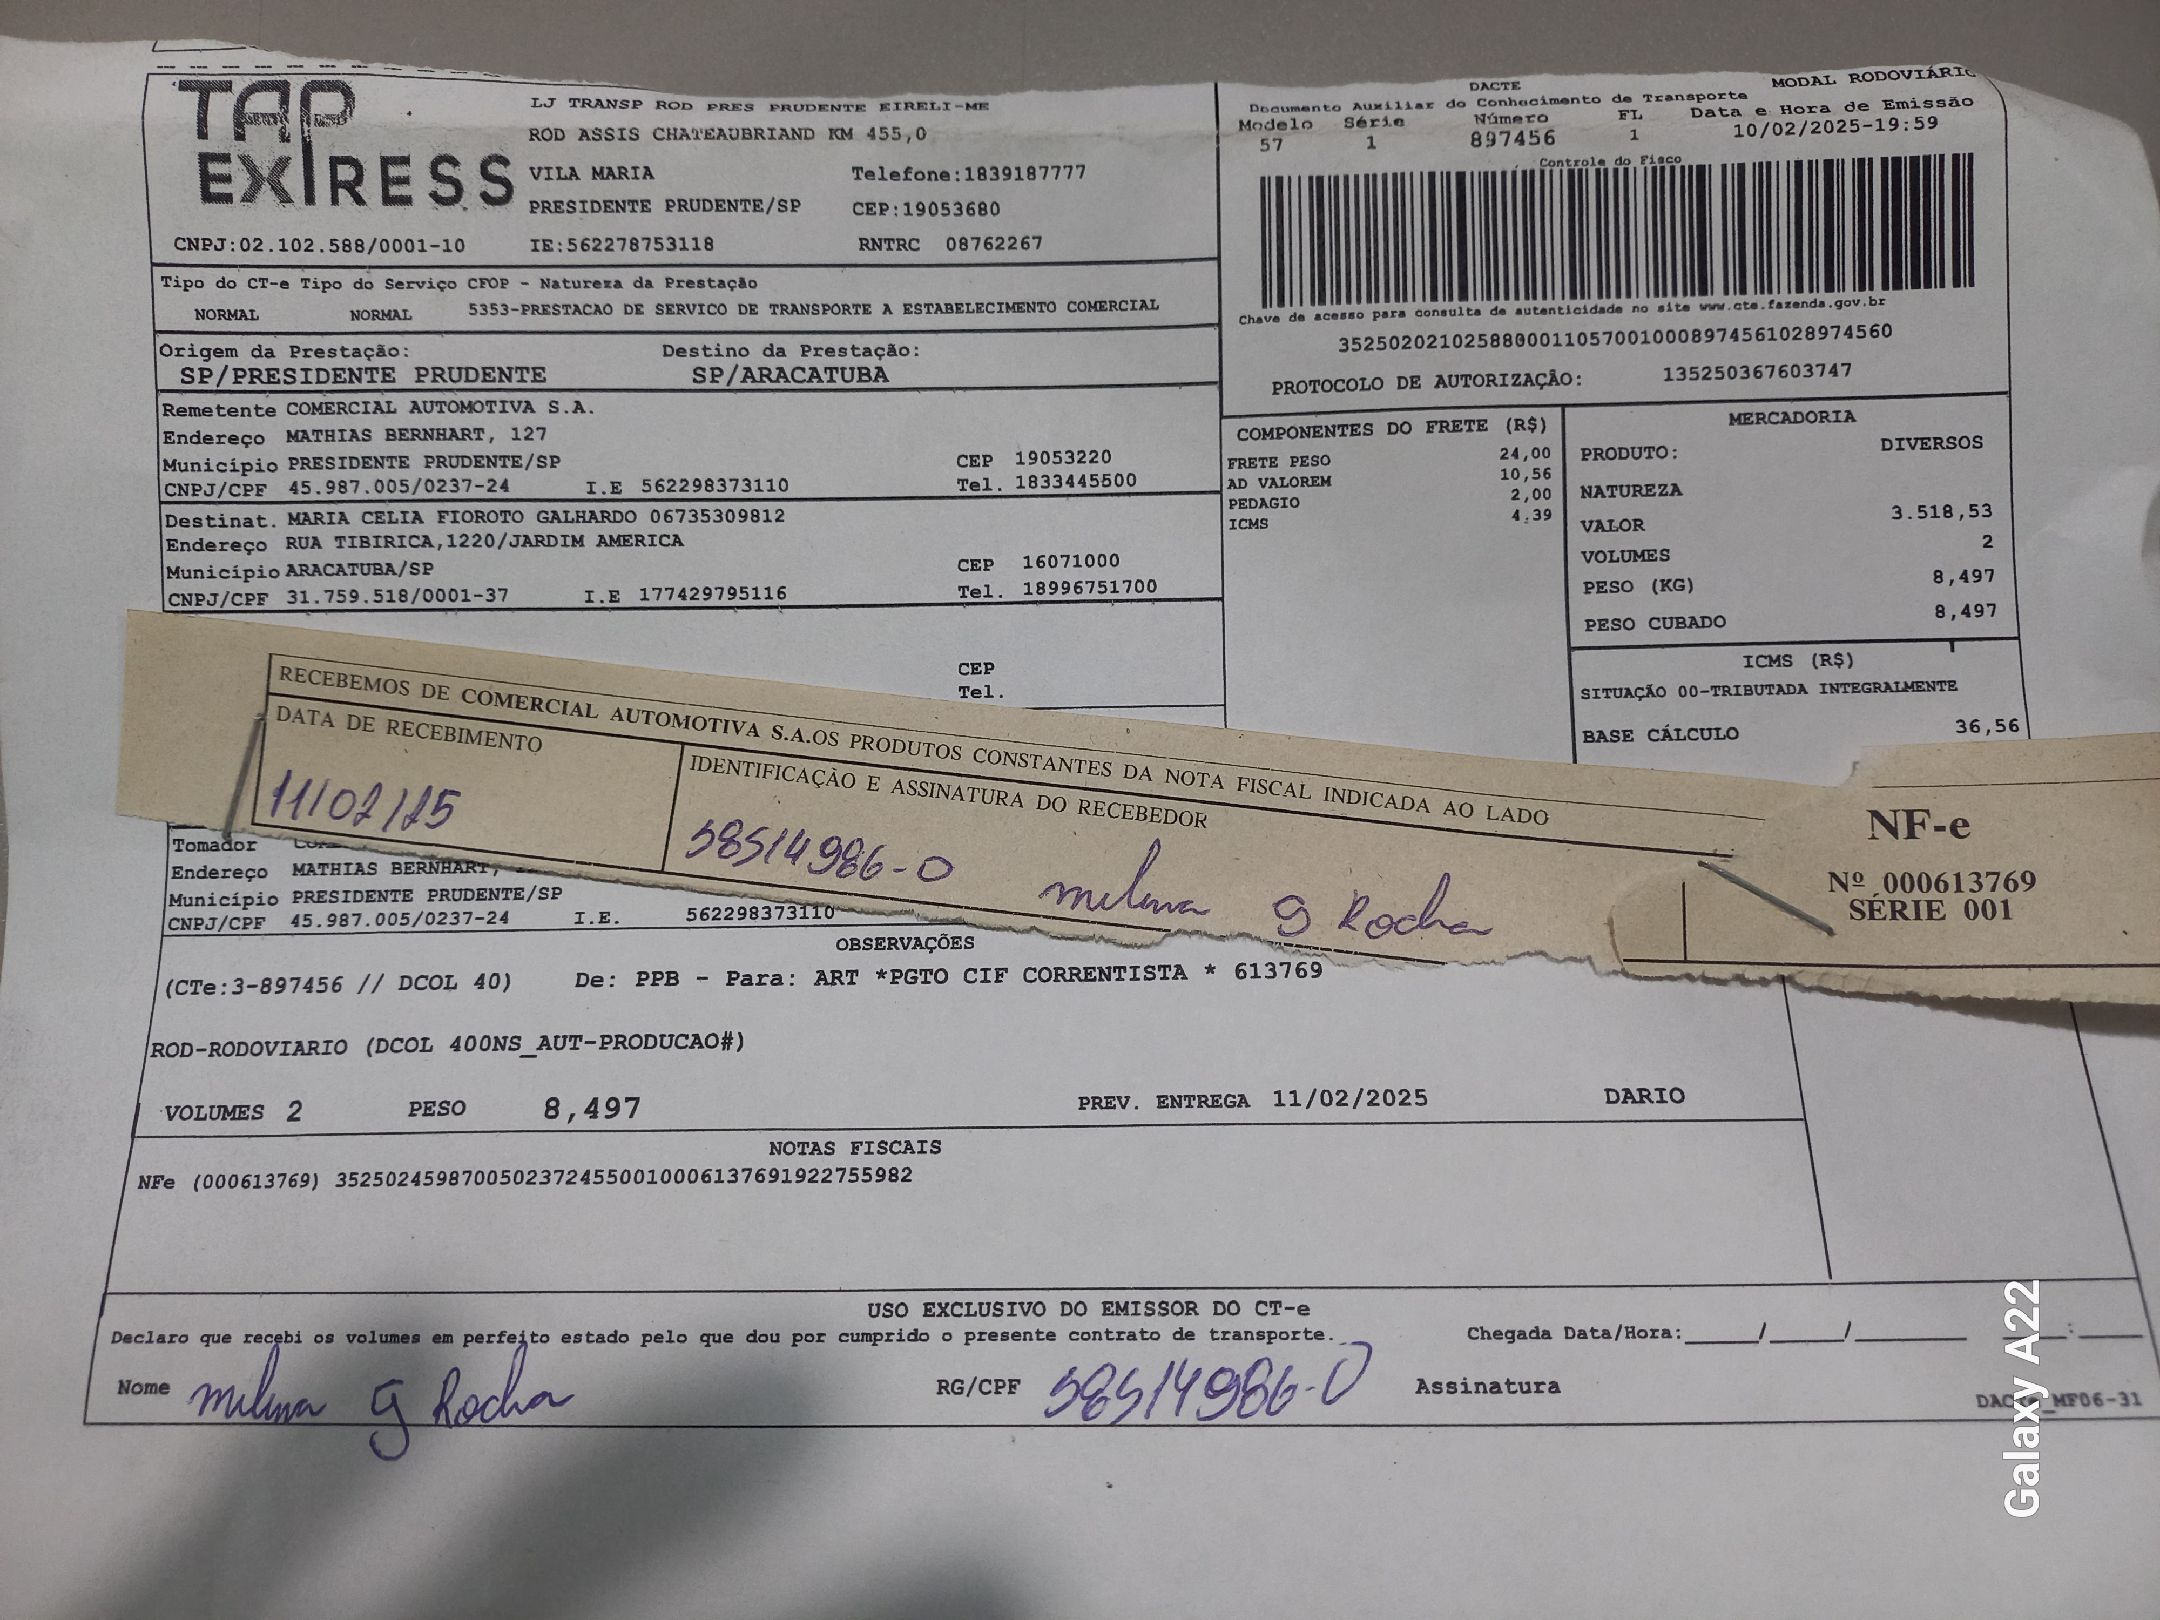 TAP
EXPRESS
LJ TRANSP ROD PRES PRUDENTE EIRELI-ME
ROD ASSIS CHATEAUBRIAND KM 455,0
VILA MARIA Telefone:1839187777
PRESIDENTE PRUDENTE/SP CEP:19053680
CNPJ:02.102.588/0001-10 IE:562278753118 RNTRC 08762267
DACTE MODAL RODOVIÁRIO
Documento Auxiliar do Conhecimento de Transporte
Modelo Série Número FL Data e Hora de Emissão
57 1 897456 1 10/02/2025-19:59
Controle do Fisco
Chave de acesso para consulta de autenticidade no site www.cte.fazenda.gov.br
35250202102588000110570010008974561028974560
PROTOCOLO DE AUTORIZAÇÃO: 135250367603747
Tipo do CT-e Tipo do Serviço CFOP - Natureza da Prestação
NORMAL NORMAL 5353-PRESTACAO DE SERVICO DE TRANSPORTE A ESTABELECIMENTO COMERCIAL
Origem da Prestação: Destino da Prestação:
SP/PRESIDENTE PRUDENTE SP/ARACATUBA
Remetente COMERCIAL AUTOMOTIVA S.A.
Endereço MATHIAS BERNHART, 127
Município PRESIDENTE PRUDENTE/SP CEP 19053220
CNPJ/CPF 45.987.005/0237-24 I.E 562298373110 Tel. 1833445500
Destinat. MARIA CELIA FIOROTO GALHARDO 06735309812
Endereço RUA TIBIRICA,1220/JARDIM AMERICA
Município ARACATUBA/SP CEP 16071000
CNPJ/CPF 31.759.518/0001-37 I.E 177429795116 Tel. 18996751700
CEP
Tel.
COMPONENTES DO FRETE (R$)
FRETE PESO 24,00
AD VALOREM 10,56
PEDAGIO 2,00
ICMS 4,39
MERCADORIA
PRODUTO: DIVERSOS
NATUREZA
VALOR 3.518,53
VOLUMES 2
PESO (KG) 8,497
PESO CUBADO 8,497
ICMS (R$)
SITUAÇÃO 00-TRIBUTADA INTEGRALMENTE
BASE CÁLCULO 36,56
RECEBEMOS DE COMERCIAL AUTOMOTIVA S.A.OS PRODUTOS CONSTANTES DA NOTA FISCAL INDICADA AO LADO
DATA DE RECEBIMENTO IDENTIFICAÇÃO E ASSINATURA DO RECEBEDOR
11/02/25 58514986-0 Milena G Rocha
NF-e
Nº 000613769
SÉRIE 001
Tomador
Endereço MATHIAS BERNHART,
Município PRESIDENTE PRUDENTE/SP
CNPJ/CPF 45.987.005/0237-24 I.E. 562298373110
OBSERVAÇÕES
(CTe:3-897456 // DCOL 40) De: PPB - Para: ART *PGTO CIF CORRENTISTA * 613769
ROD-RODOVIARIO (DCOL 400NS_AUT-PRODUCAO#)
VOLUMES 2 PESO 8,497 PREV. ENTREGA 11/02/2025 DARIO
NOTAS FISCAIS
NFe (000613769) 35250245987005023724550010006137691922755982
USO EXCLUSIVO DO EMISSOR DO CT-e
Declaro que recebi os volumes em perfeito estado pelo que dou por cumprido o presente contrato de transporte. Chegada Data/Hora:_____/_____/_______ ____:____
Nome Milena G Rocha RG/CPF 58514986-0 Assinatura
Galaxy A22